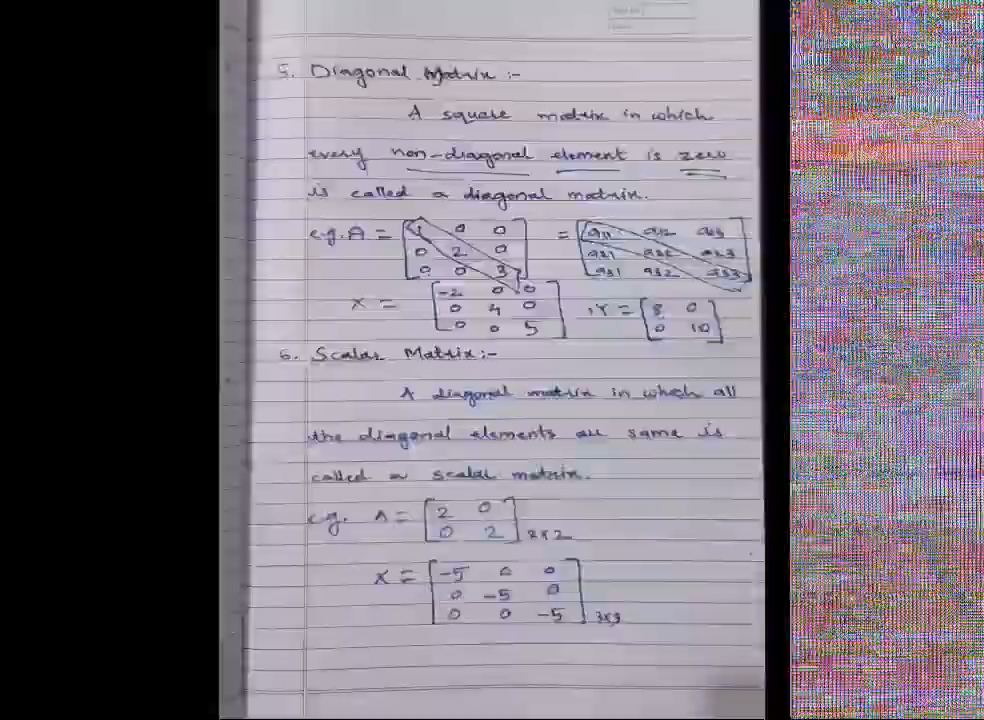 5. Diagonal Matrix :-
A square matrix in which
every non-diagonal element is zero
is called a diagonal matrix.
e.g. A = [1 0 0 = [a11 a12 a13
0 2 0 a21 a22 a23
0 0 3] a31 a32 a33]
X = [-2 0 0
0 4 0 , Y = [8 0
0 0 5] 0 10]
6. Scalar Matrix:-
A diagonal matrix in which all
the diagonal elements are same is
called a scalar matrix.
e.g. A = [2 0
0 2] 2x2
X = [-5 0 0
0 -5 0
0 0 -5] 3x3